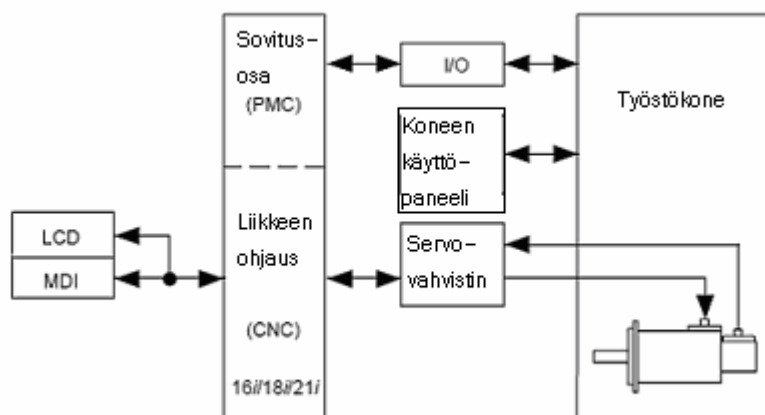 Sovitus–
osa
(PMC)
I/O
Työstökone
Koneen
käyttö–
paneeli
LCD
MDI
Liikkeen
ohjaus
(CNC)
16i/18i/21i
Servo–
vahvistin